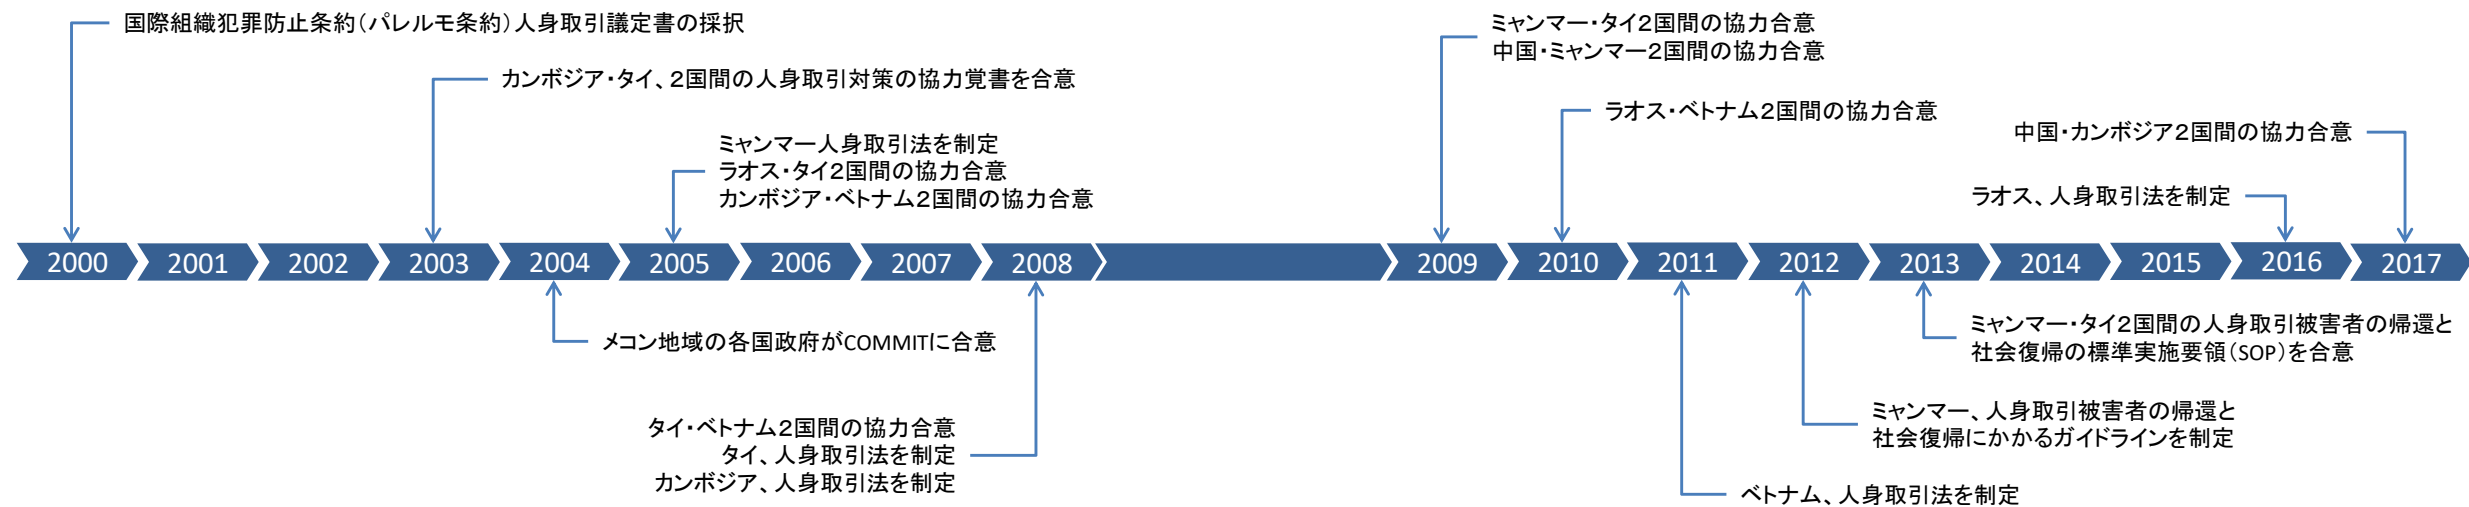 国際組織犯罪防止条約(パレルモ条約)人身取引議定書の採択
カンボジア・タイ、2国間の人身取引対策の協力覚書を合意
ミャンマー人身取引法を制定
ラオス・タイ2国間の協力合意
カンボジア・ベトナム2国間の協力合意
ミャンマー・タイ2国間の協力合意
中国・ミャンマー2国間の協力合意
ラオス・ベトナム2国間の協力合意
中国・カンボジア2国間の協力合意
ラオス、人身取引法を制定
2000 2001 2002 2003 2004 2005 2006 2007 2008 2009 2010 2011 2012 2013 2014 2015 2016 2017
メコン地域の各国政府がCOMMITに合意
タイ・ベトナム2国間の協力合意
タイ、人身取引法を制定
カンボジア、人身取引法を制定
ミャンマー・タイ2国間の人身取引被害者の帰還と
社会復帰の標準実施要領(SOP)を合意
ミャンマー、人身取引被害者の帰還と
社会復帰にかかるガイドラインを制定
ベトナム、人身取引法を制定